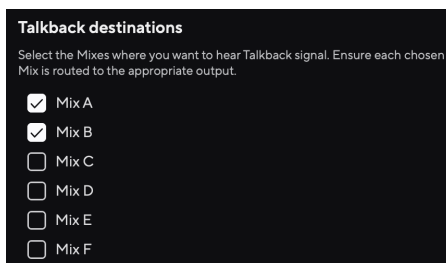 Talkback destinations
Select the Mixes where you want to hear Talkback signal. Ensure each chosen
Mix is routed to the appropriate output.
Mix A
Mix B
Mix C
Mix D
Mix E
Mix F